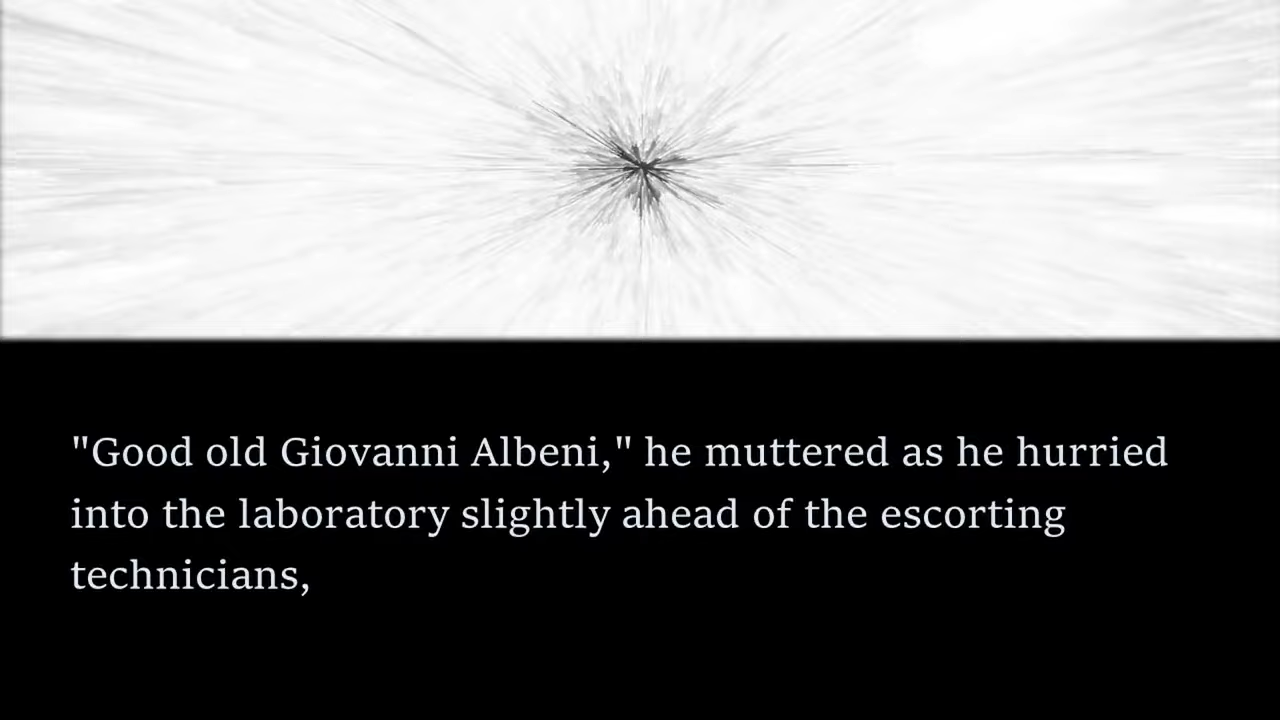 "Good old Giovanni Albeni," he muttered as he hurried
into the laboratory slightly ahead of the escorting
technicians,